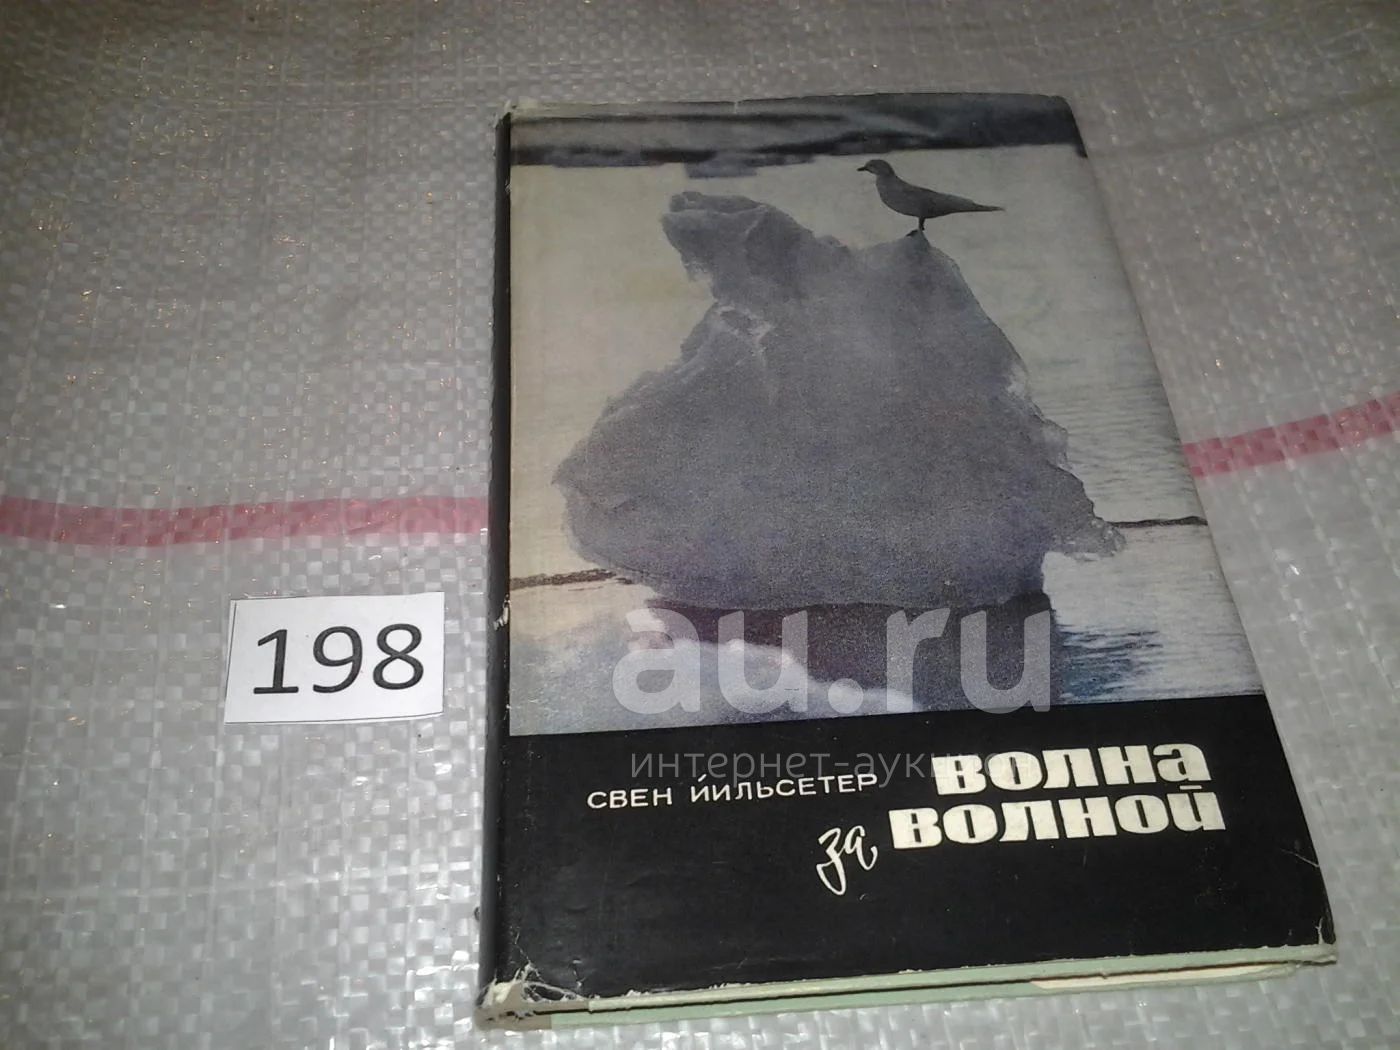 198
au.ru
интернет-аукцион
СВЕН ЙИЛЬСЕТЕР
ВОЛНА
за ВОЛНОЙ